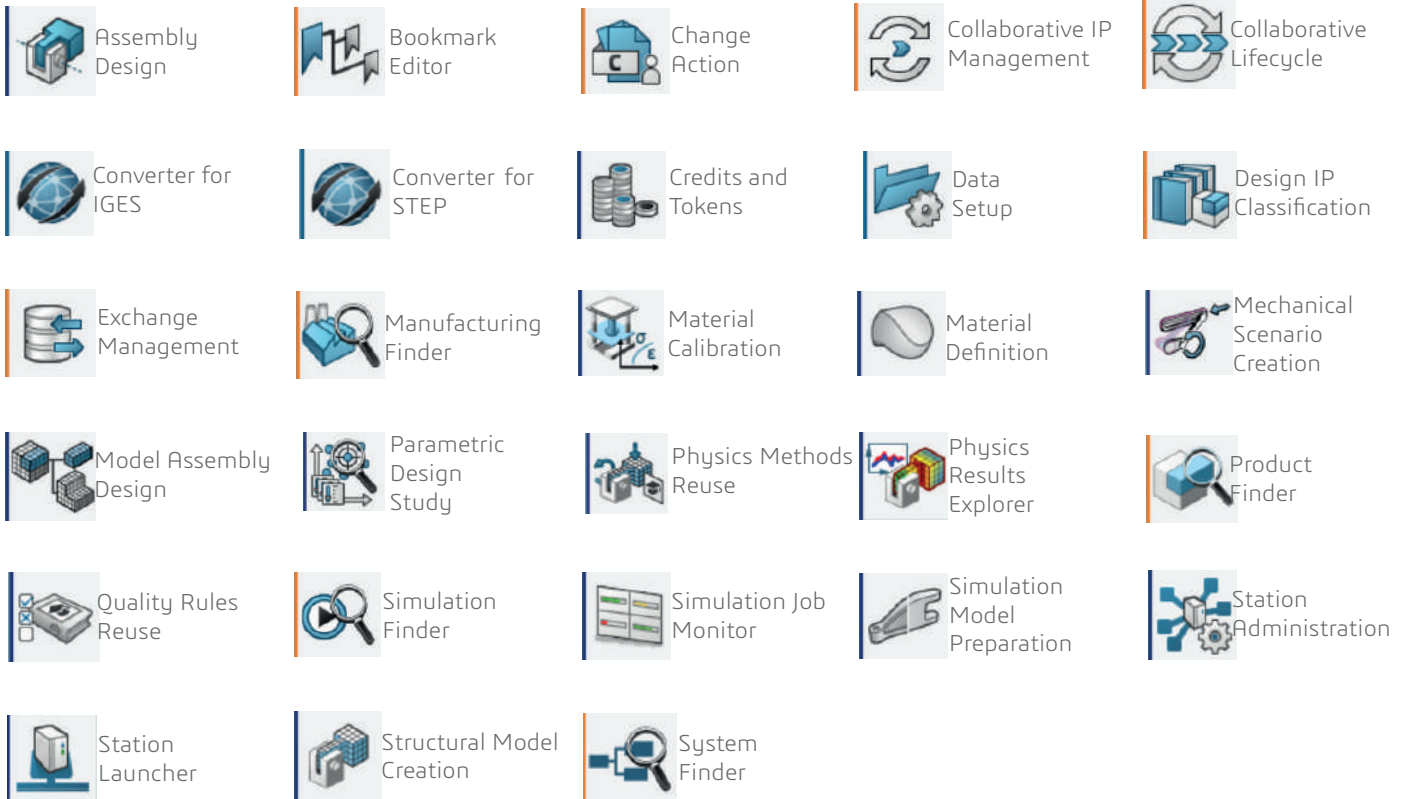 Assembly
Design
Bookmark
Editor
Change
Action
C
Collaborative IP
Management
Collaborative
Lifecycle
Converter for
IGES
Converter for
STEP
Credits and
Tokens
Data
Setup
Design IP
Classification
Exchange
Management
Manufacturing
Finder
Material
Calibration
σ
ε
Material
Definition
Mechanical
Scenario
Creation
Model Assembly
Design
Parametric
Design
Study
Physics Methods
Reuse
Physics
Results
Explorer
Product
Finder
Quality Rules
Reuse
Simulation
Finder
Simulation Job
Monitor
Simulation
Model
Preparation
Station
Administration
Station
Launcher
Structural Model
Creation
System
Finder